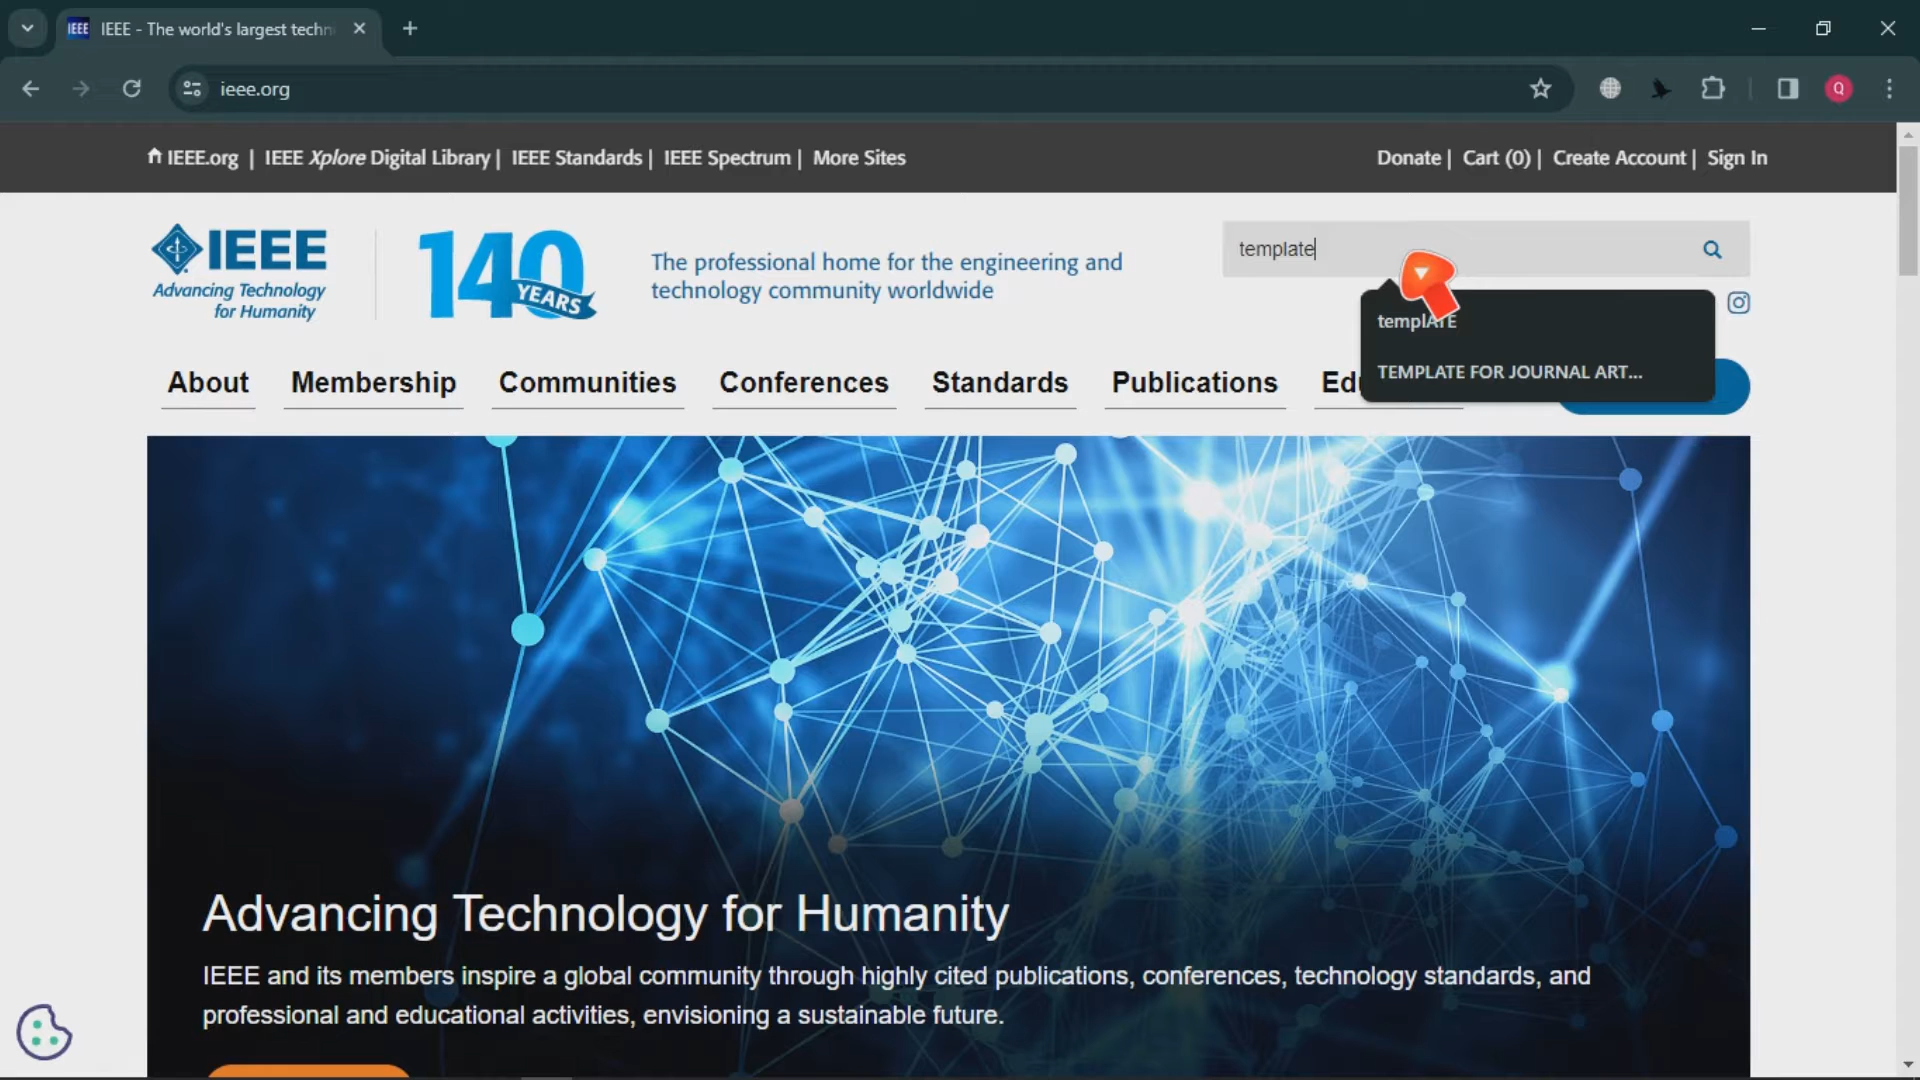 IEEE IEEE - The world's largest techn
ieee.org
Q
IEEE.org | IEEE Xplore Digital Library | IEEE Standards | IEEE Spectrum | More Sites
Donate | Cart (0) | Create Account | Sign In
IEEE
Advancing Technology
for Humanity
140
YEARS
The professional home for the engineering and
technology community worldwide
template
templATE
TEMPLATE FOR JOURNAL ART...
About Membership Communities Conferences Standards Publications
Advancing Technology for Humanity
IEEE and its members inspire a global community through highly cited publications, conferences, technology standards, and
professional and educational activities, envisioning a sustainable future.